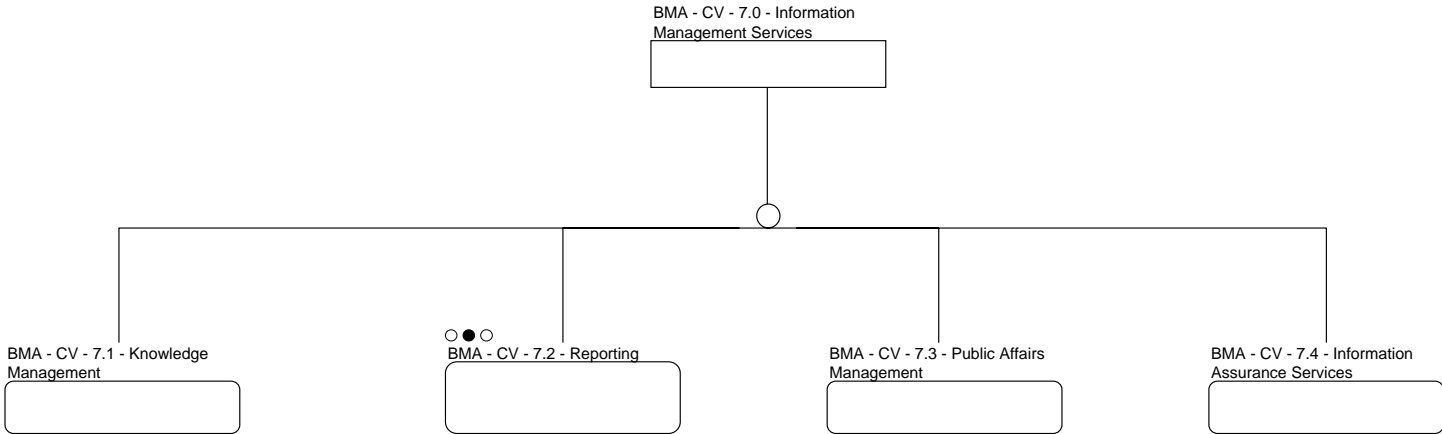 BMA - CV - 7.0 - Information
Management Services
BMA - CV - 7.1 - Knowledge
Management
BMA - CV - 7.2 - Reporting
BMA - CV - 7.3 - Public Affairs
Management
BMA - CV - 7.4 - Information
Assurance Services